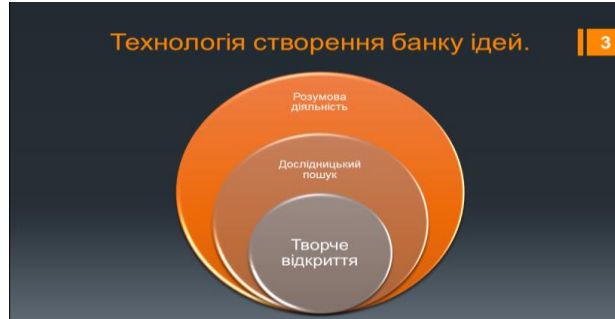 Технологія створення банку ідей.
3
Розумова
діяльність
Дослідницький
пошук
Творче
відкриття